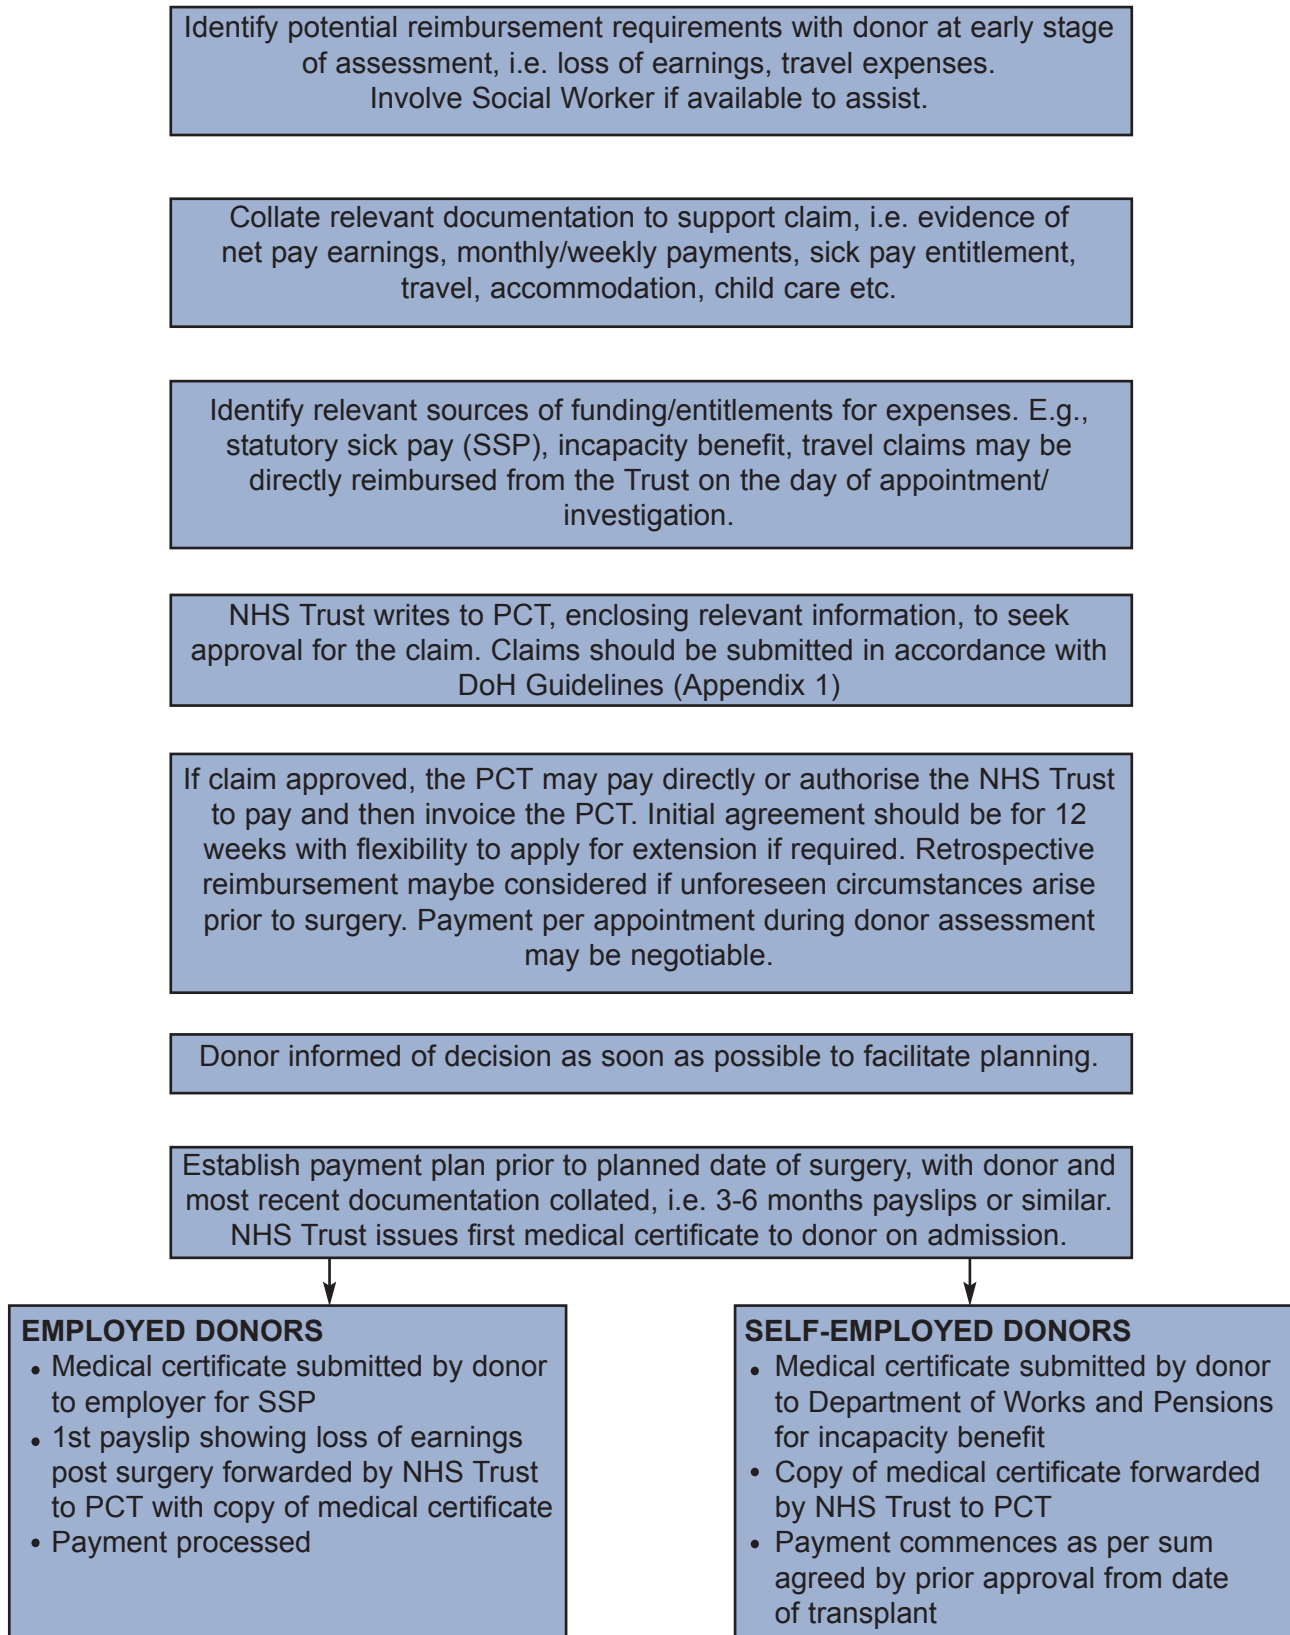 Identify potential reimbursement requirements with donor at early stage
of assessment, i.e. loss of earnings, travel expenses.
Involve Social Worker if available to assist.
Collate relevant documentation to support claim, i.e. evidence of
net pay earnings, monthly/weekly payments, sick pay entitlement,
travel, accommodation, child care etc.
Identify relevant sources of funding/entitlements for expenses. E.g.,
statutory sick pay (SSP), incapacity benefit, travel claims may be
directly reimbursed from the Trust on the day of appointment/
investigation.
NHS Trust writes to PCT, enclosing relevant information, to seek
approval for the claim. Claims should be submitted in accordance with
DoH Guidelines (Appendix 1)
If claim approved, the PCT may pay directly or authorise the NHS Trust
to pay and then invoice the PCT. Initial agreement should be for 12
weeks with flexibility to apply for extension if required. Retrospective
reimbursement maybe considered if unforeseen circumstances arise
prior to surgery. Payment per appointment during donor assessment
may be negotiable.
Donor informed of decision as soon as possible to facilitate planning.
Establish payment plan prior to planned date of surgery, with donor and
most recent documentation collated, i.e. 3-6 months payslips or similar.
NHS Trust issues first medical certificate to donor on admission.
EMPLOYED DONORS
• Medical certificate submitted by donor
to employer for SSP
• 1st payslip showing loss of earnings
post surgery forwarded by NHS Trust
to PCT with copy of medical certificate
• Payment processed
SELF-EMPLOYED DONORS
• Medical certificate submitted by donor
to Department of Works and Pensions
for incapacity benefit
• Copy of medical certificate forwarded
by NHS Trust to PCT
• Payment commences as per sum
agreed by prior approval from date
of transplant